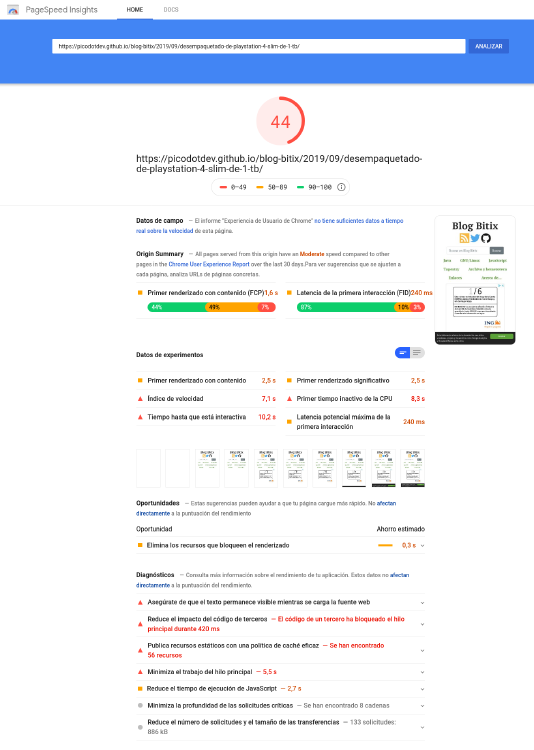 PageSpeed Insights
HOME
DOCS
https://picodotdev.github.io/blog-bitix/2019/09/desempaquetado-de-playstation-4-slim-de-1-tb/
ANALIZAR
44
https://picodotdev.github.io/blog-bitix/2019/09/desempaquetado-
de-playstation-4-slim-de-1-tb/
0–49
50–89
90–100
Datos de campo — El informe "Experiencia de Usuario de Chrome" no tiene suficientes datos a tiempo
real sobre la velocidad de esta página.
Origin Summary — All pages served from this origin have an Moderate speed compared to other
pages in the Chrome User Experience Report over the last 30 days.Para ver sugerencias que se ajusten a
cada página, analiza URLs de páginas concretas.
Primer renderizado con contenido (FCP) 1,6 s
44% 49% 7%
Latencia de la primera interacción (FID) 240 ms
87% 10% 3%
Blog Bitix
Datos de experimentos
Primer renderizado con contenido 2,5 s
Primer renderizado significativo 2,5 s
Índice de velocidad 7,1 s
Primer tiempo inactivo de la CPU 8,3 s
Tiempo hasta que está interactiva 10,2 s
Latencia potencial máxima de la
primera interacción 240 ms
Oportunidades — Estas sugerencias pueden ayudar a que tu página cargue más rápido. No afectan
directamente a la puntuación del rendimiento
Oportunidad
Ahorro estimado
Elimina los recursos que bloqueen el renderizado 0,3 s
Diagnósticos — Consulta más información sobre el rendimiento de tu aplicación. Estos datos no afectan
directamente a la puntuación del rendimiento.
Asegúrate de que el texto permanece visible mientras se carga la fuente web
Reduce el impacto del código de terceros — El código de un tercero ha bloqueado el hilo
principal durante 420 ms
Publica recursos estáticos con una política de caché eficaz — Se han encontrado
56 recursos
Minimiza el trabajo del hilo principal — 5,5 s
Reduce el tiempo de ejecución de JavaScript — 2,7 s
Minimiza la profundidad de las solicitudes críticas — Se han encontrado 8 cadenas
Reduce el número de solicitudes y el tamaño de las transferencias — 133 solicitudes:
886 kB